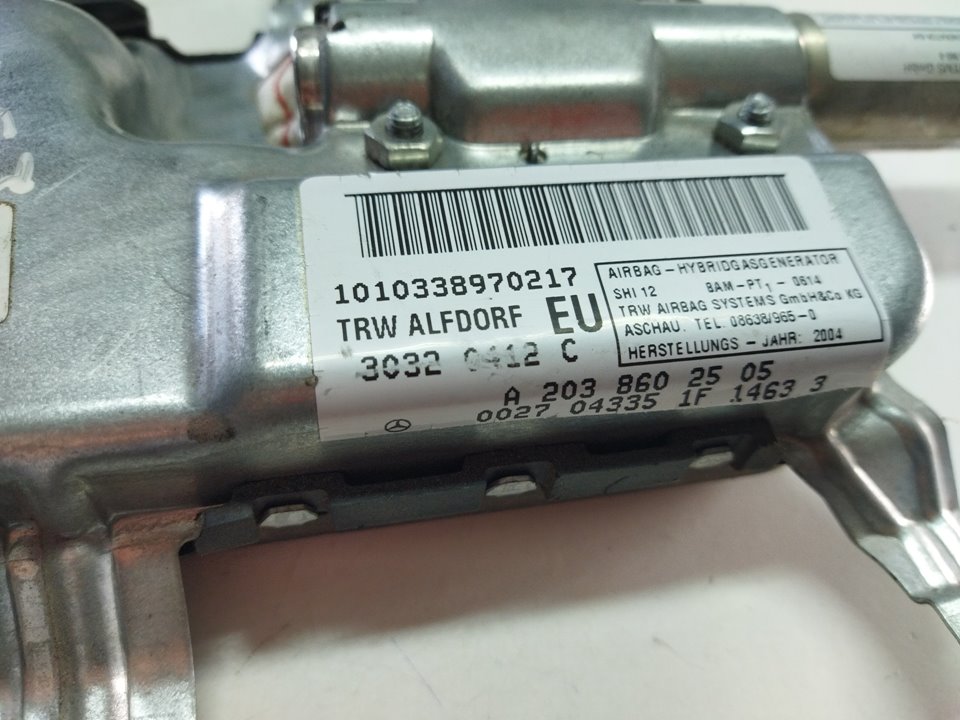 1010338970217
TRW ALFDORF EU
3032 0412 C
A 203 860 25 05
0027 04335 1F 1463 3
AIRBAG - HYBRIDGASGENERATOR
SHI 12 BAM - PT1 - 0614
TRW AIRBAG SYSTEMS GmbH&Co KG
ASCHAU. TEL. 08638/965-0
HERSTELLUNGS - JAHR: 2004
GmbH